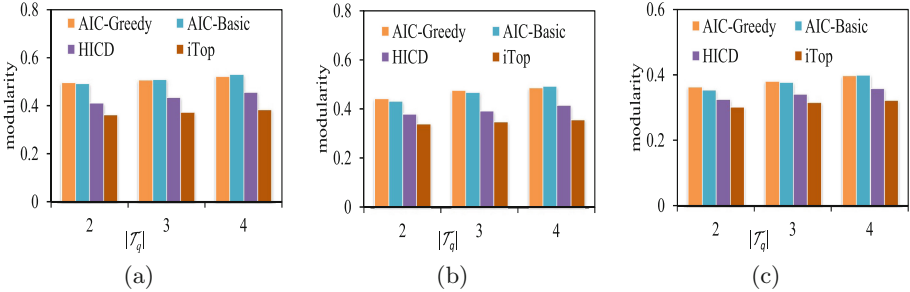 0.8
0.6
0.4
0.2
0
modularity
AIC-Greedy AIC-Basic
HICD iTop
2 3 4
|𝒯q|
(a)
0.8
0.6
0.4
0.2
0
modularity
AIC-Greedy AIC-Basic
HICD iTop
2 3 4
|𝒯q|
(b)
0.6
0.4
0.2
0
modularity
AIC-Greedy AIC-Basic
HICD iTop
2 3 4
|𝒯q|
(c)